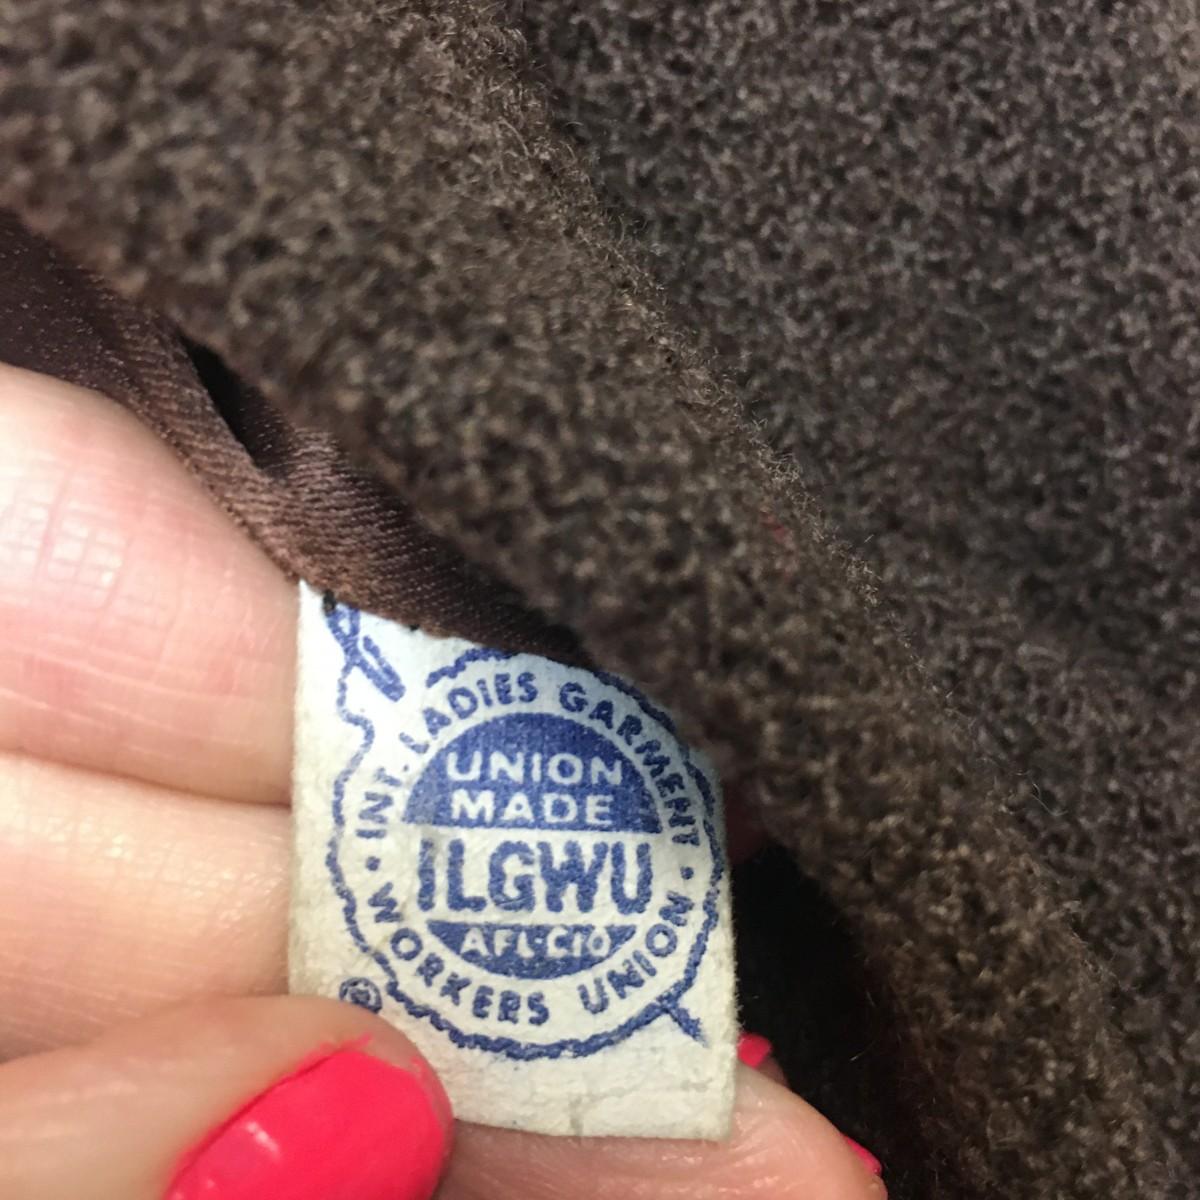 INT. LADIES GARMENT
UNION
MADE
ILGWU
AFL-CIO
WORKERS UNION
®